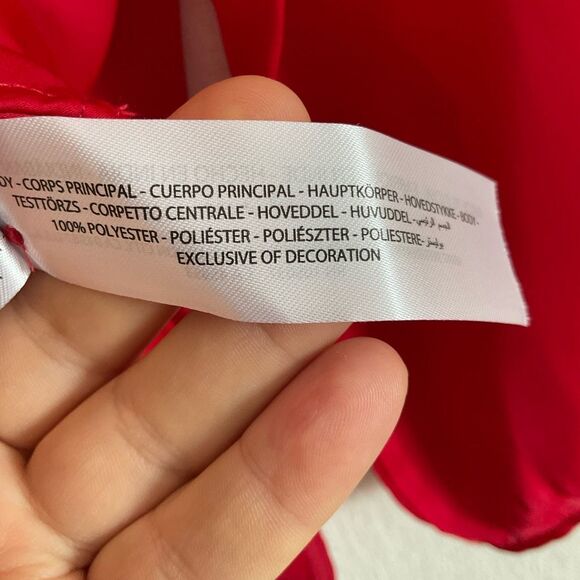 DY - CORPS PRINCIPAL - CUERPO PRINCIPAL - HAUPTKÖRPER - HOVEDSTYKKE - BODY -
TESTTÖRZS - CORPETTO CENTRALE - HOVEDDEL - HUVUDDEL - الجسم الرئيسي -
100% POLYESTER - POLIÉSTER - POLIÉSZTER - POLIESTERE - بوليستر
EXCLUSIVE OF DECORATION